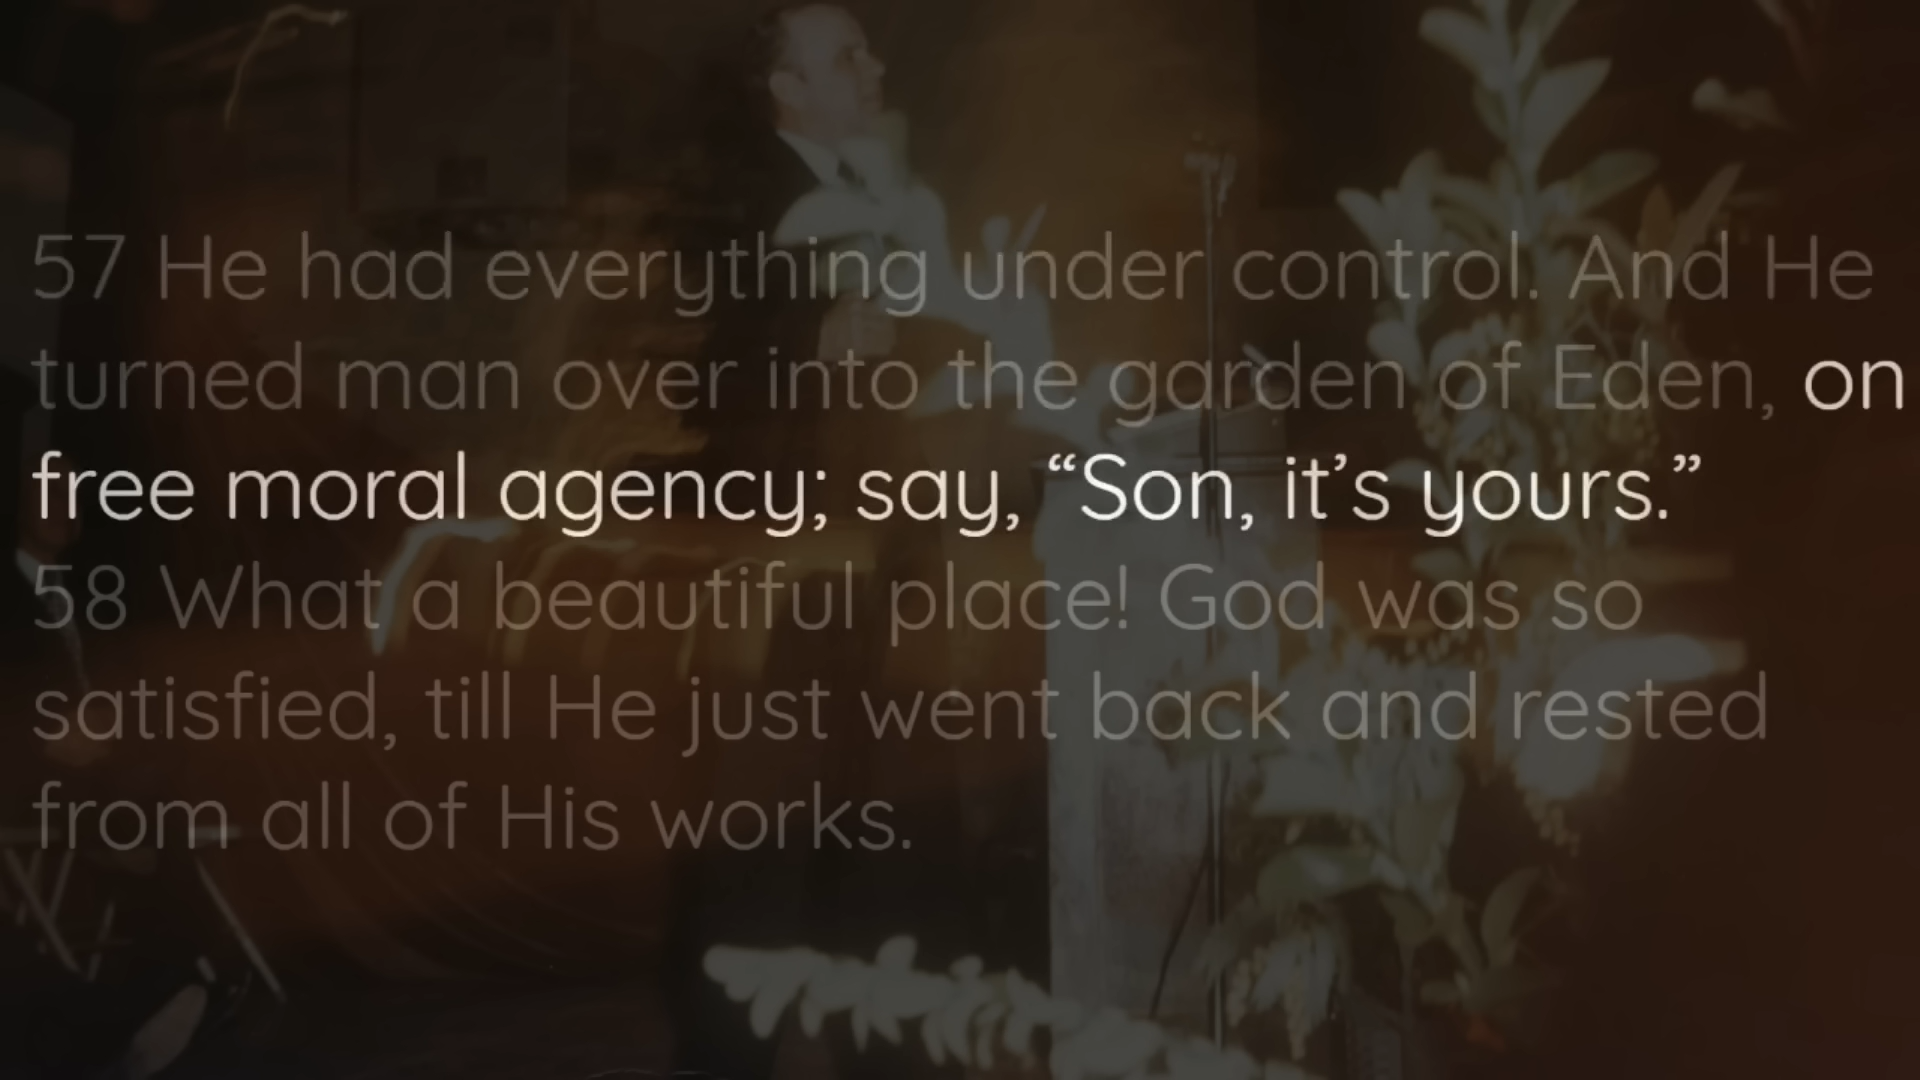 57 He had everything under control. And He
turned man over into the garden of Eden, on
free moral agency; say, “Son, it’s yours.”
58 What a beautiful place! God was so
satisfied, till He just went back and rested
from all of His works.